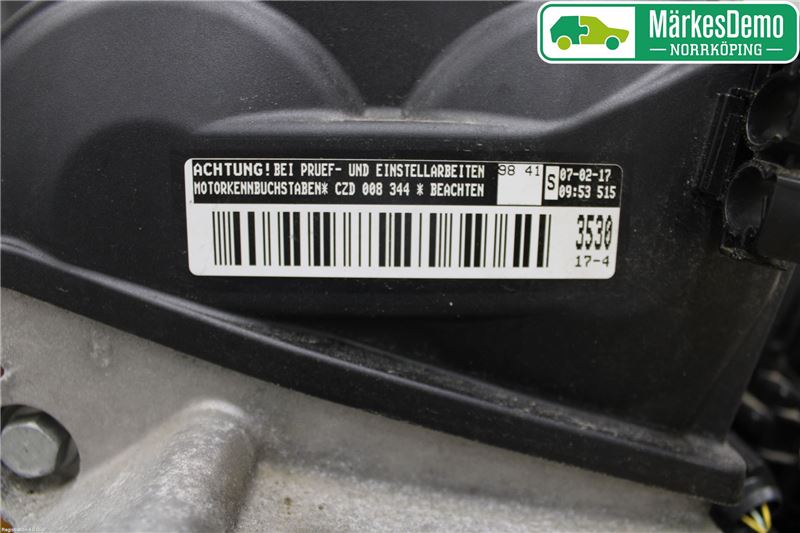 MärkesDemo
NORRKÖPING
ACHTUNG! BEI PRUEF- UND EINSTELLARBEITEN
MOTORKENNBUCHSTABEN* CZD 008 344 * BEACHTEN
98 41
S
07-02-17
09:53 515
3530
17-4